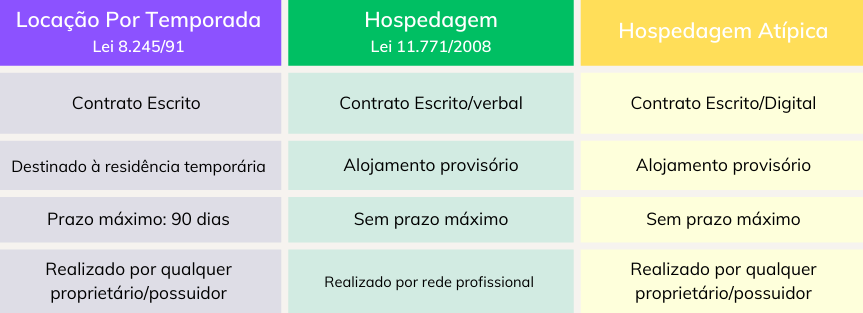 Locação Por Temporada
Lei 8.245/91
Hospedagem
Lei 11.771/2008
Hospedagem Atípica
Contrato Escrito
Contrato Escrito/verbal
Contrato Escrito/Digital
Destinado à residência temporária
Alojamento provisório
Alojamento provisório
Prazo máximo: 90 dias
Sem prazo máximo
Sem prazo máximo
Realizado por qualquer
proprietário/possuidor
Realizado por rede profissional
Realizado por qualquer
proprietário/possuidor